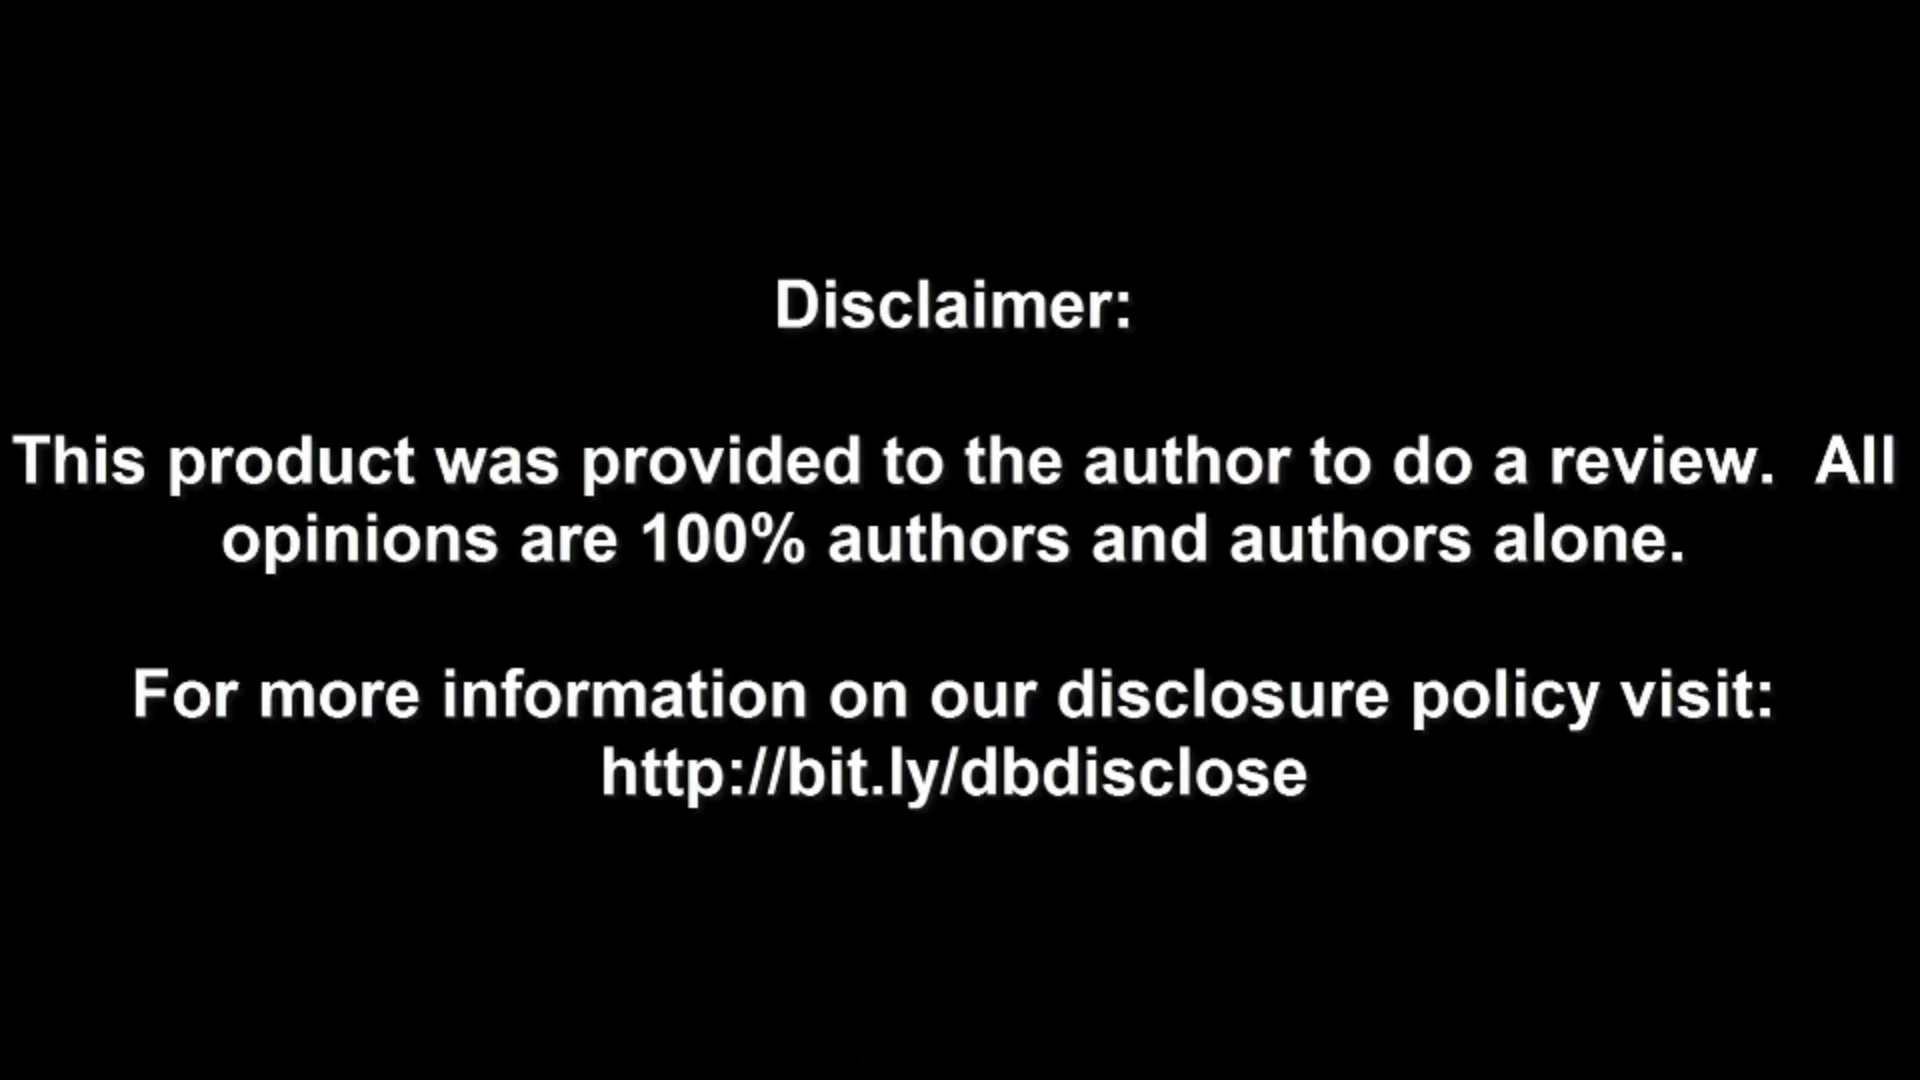 Disclaimer:
This product was provided to the author to do a review.  All
opinions are 100% authors and authors alone.
For more information on our disclosure policy visit:
http://bit.ly/dbdisclose